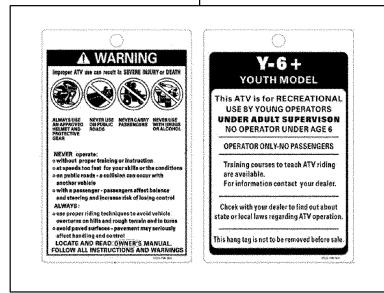 WARNING
Improper ATV use can result in SEVERE INJURY or DEATH
ALWAYS USE AN APPROVED HELMET AND PROTECTIVE GEAR
NEVER USE ON PUBLIC ROADS
NEVER CARRY PASSENGERS
NEVER USE WITH DRUGS OR ALCOHOL
NEVER operate:
without proper training or instruction
at speeds too fast for your skills or the conditions
on public roads - a collision can occur with
another vehicle
with a passenger - passengers affect balance
and steering and increase risk of losing control
ALWAYS:
use proper riding techniques to avoid vehicle
overturns on hills and rough terrain and in turns
avoid paved surfaces - pavement may seriously
affect handling and control
LOCATE AND READ OWNER'S MANUAL.
FOLLOW ALL INSTRUCTIONS AND WARNINGS
Y-6+
YOUTH MODEL
This ATV is for RECREATIONAL
USE BY YOUNG OPERATORS
UNDER ADULT SUPERVISON
NO OPERATOR UNDER AGE 6
OPERATOR ONLY-NO PASSENGERS
Training courses to teach ATV riding
are available.
For information contact your dealer.
Check with your dealer to find out about
state or local laws regarding ATV operation.
This hang tag is not to be removed before sale.